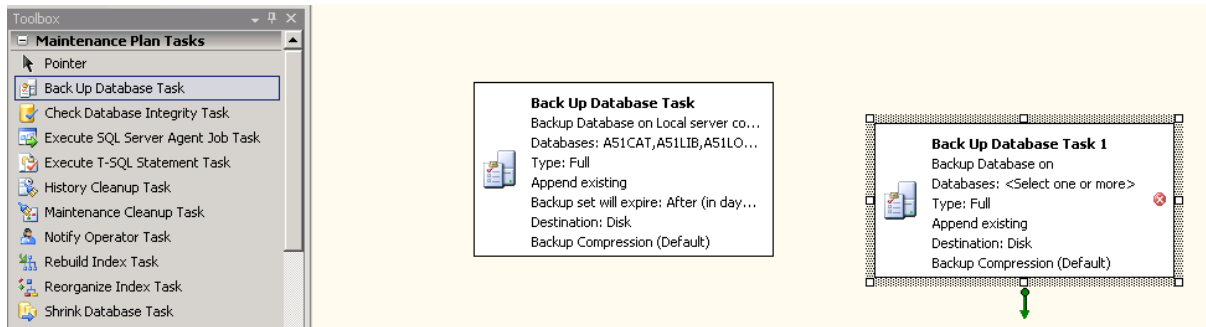 Toolbox
Maintenance Plan Tasks
Pointer
Back Up Database Task
Check Database Integrity Task
Execute SQL Server Agent Job Task
Execute T-SQL Statement Task
History Cleanup Task
Maintenance Cleanup Task
Notify Operator Task
Rebuild Index Task
Reorganize Index Task
Shrink Database Task
Back Up Database Task
Backup Database on Local server co...
Databases: A51CAT,A51LIB,A51LO...
Type: Full
Append existing
Backup set will expire: After (in day...
Destination: Disk
Backup Compression (Default)
Back Up Database Task 1
Backup Database on
Databases: <Select one or more>
Type: Full
Append existing
Destination: Disk
Backup Compression (Default)